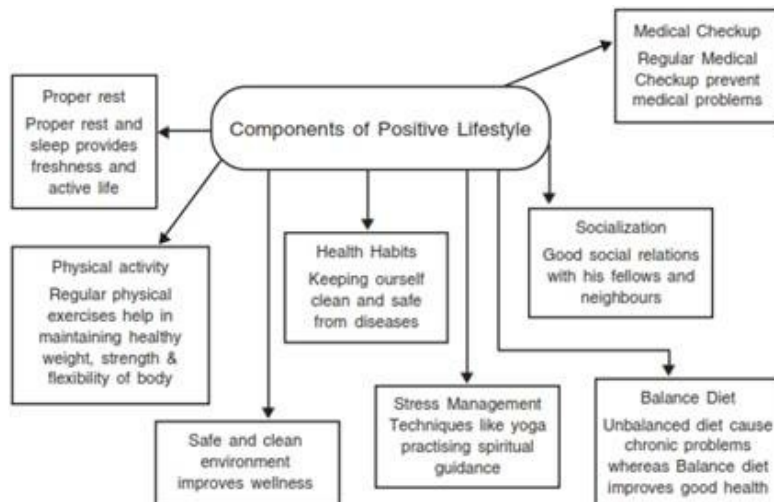 Components of Positive Lifestyle
Medical Checkup
Regular Medical
Checkup prevent
medical problems
Proper rest
Proper rest and
sleep provides
freshness and
active life
Physical activity
Regular physical
exercises help in
maintaining healthy
weight, strength &
flexibility of body
Health Habits
Keeping ourself
clean and safe
from diseases
Socialization
Good social relations
with his fellows and
neighbours
Safe and clean
environment
improves wellness
Stress Management
Techniques like yoga
practising spiritual
guidance
Balance Diet
Unbalanced diet cause
chronic problems
whereas Balance diet
improves good health